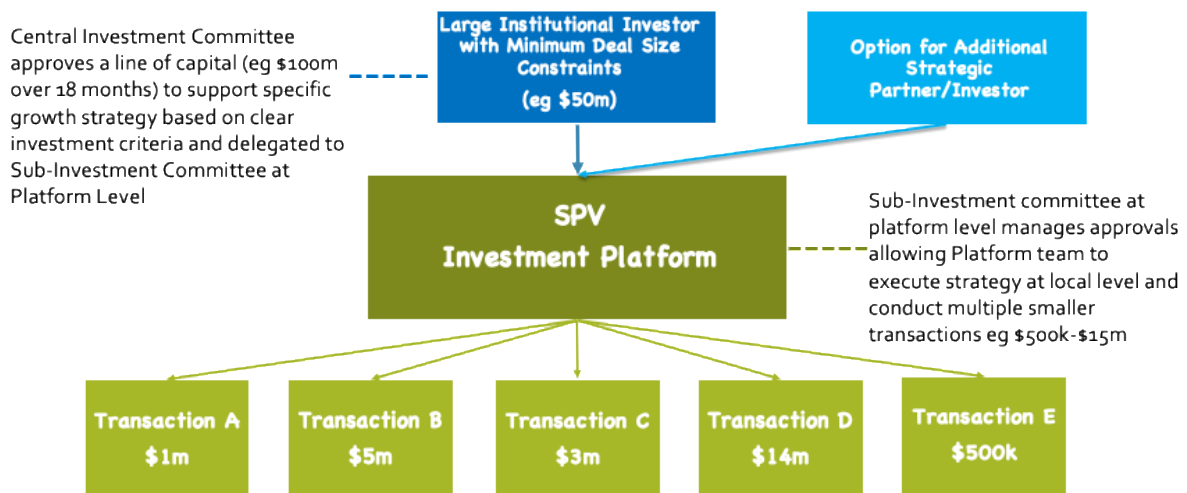 Central Investment Committee
approves a line of capital (eg $100m
over 18 months) to support specific
growth strategy based on clear
investment criteria and delegated to
Sub-Investment Committee at
Platform Level
Large Institutional Investor
with Minimum Deal Size
Constraints
(eg $50m)
Option for Additional
Strategic
Partner/Investor
SPV
Investment Platform
Sub-Investment committee at
platform level manages approvals
allowing Platform team to
execute strategy at local level and
conduct multiple smaller
transactions eg $500k-$15m
Transaction A
$1m
Transaction B
$5m
Transaction C
$3m
Transaction D
$14m
Transaction E
$500k